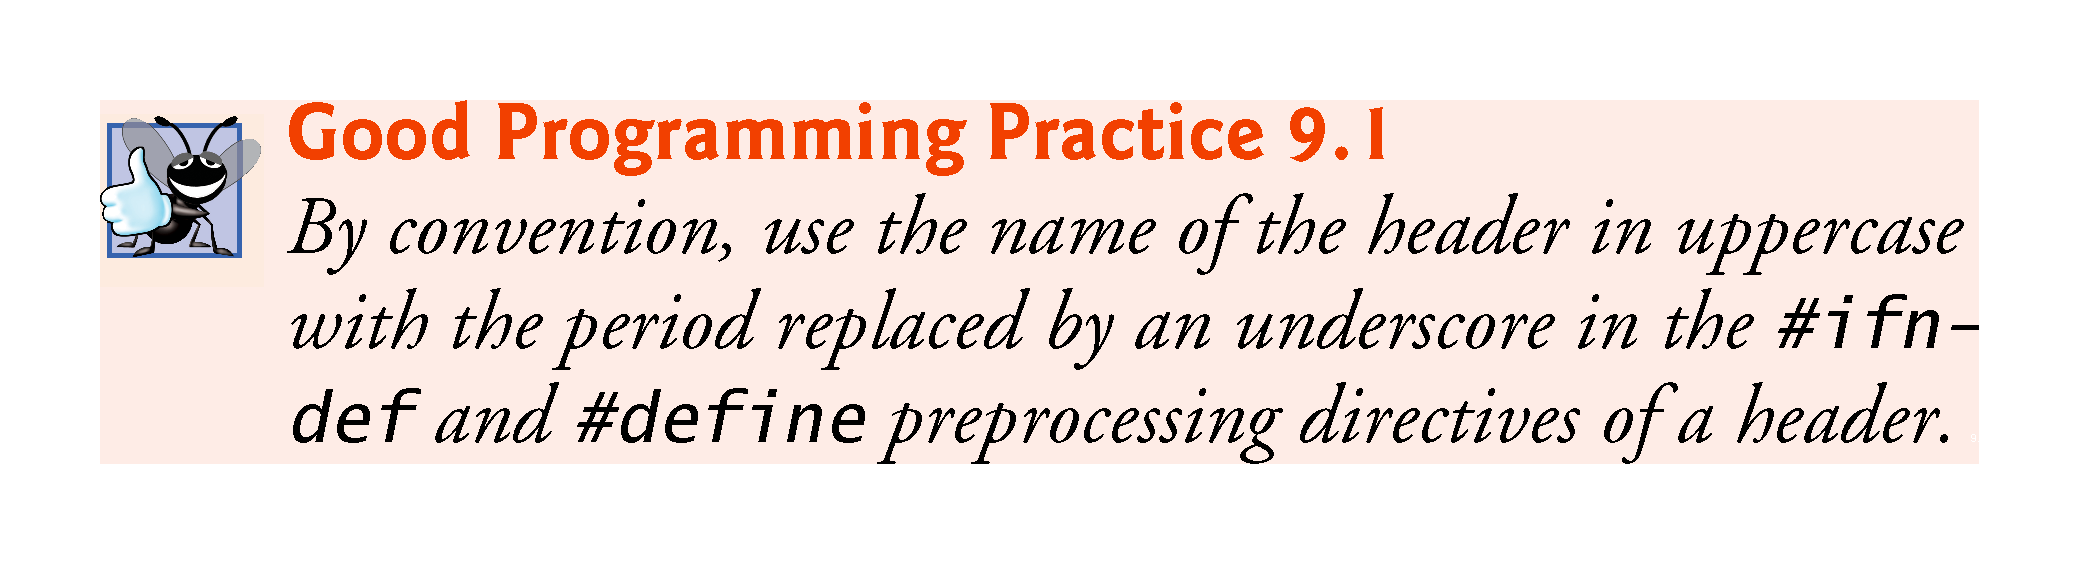 Good Programming Practice 9.1
By convention, use the name of the header in uppercase
with the period replaced by an underscore in the #ifn-
def and #define preprocessing directives of a header.